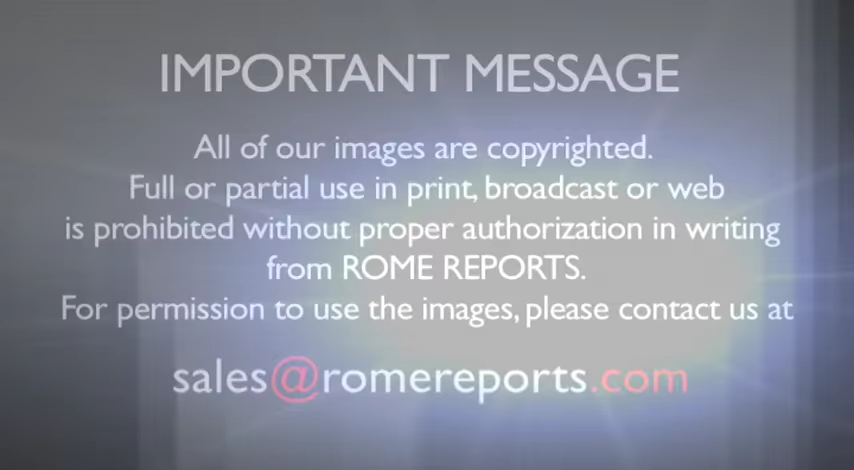 IMPORTANT MESSAGE
All of our images are copyrighted.
Full or partial use in print, broadcast or web
is prohibited without proper authorization in writing
from ROME REPORTS.
For permission to use the images, please contact us at
sales@romereports.com